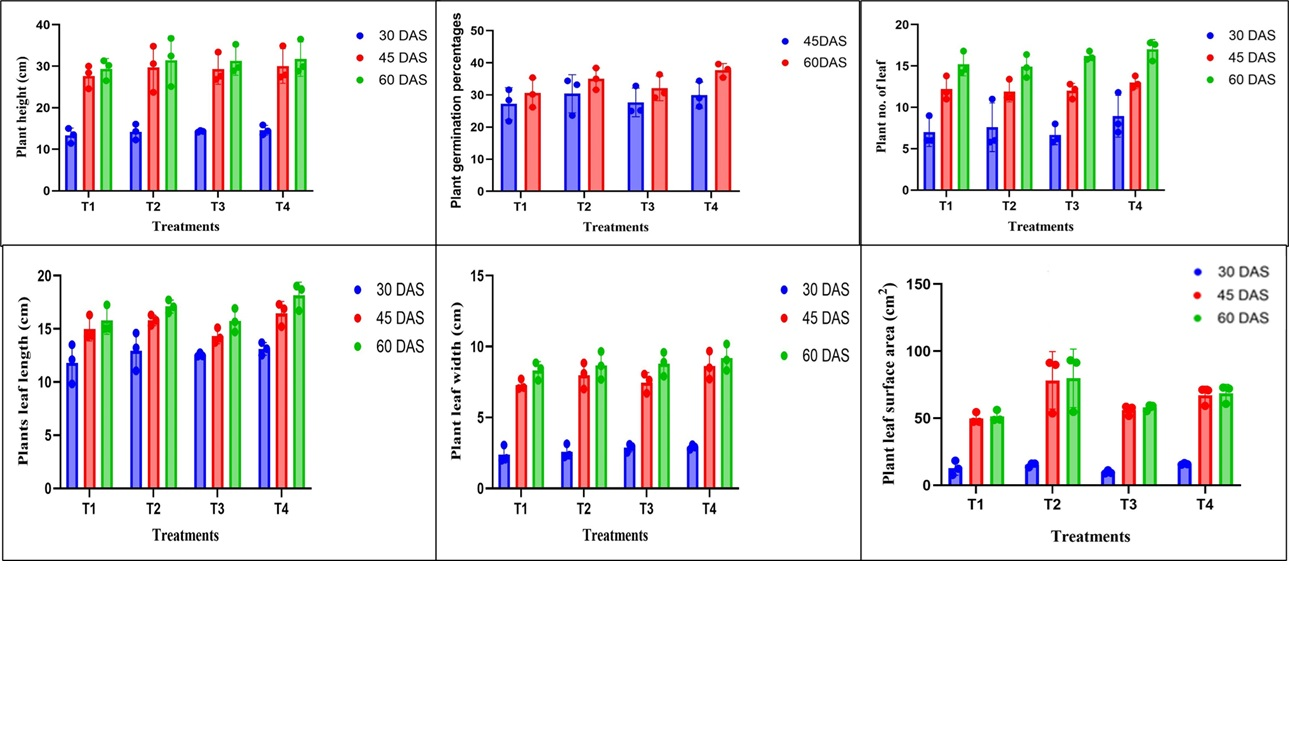 Plant height (cm)
40
30
20
10
0
T1 T2 T3 T4
Treatments
30 DAS
45 DAS
60 DAS
Plant germination percentages
50
40
30
20
10
0
T1 T2 T3 T4
Treatments
45DAS
60DAS
Plant no. of leaf
20
15
10
5
0
T1 T2 T3 T4
Treatments
30 DAS
45 DAS
60 DAS
Plants leaf length (cm)
20
15
10
5
0
T1 T2 T3 T4
Treatments
30 DAS
45 DAS
60 DAS
Plant leaf width (cm)
15
10
5
0
T1 T2 T3 T4
Treatments
30 DAS
45 DAS
60 DAS
Plant leaf surface area (cm²)
150
100
50
0
T1 T2 T3 T4
Treatments
30 DAS
45 DAS
60 DAS